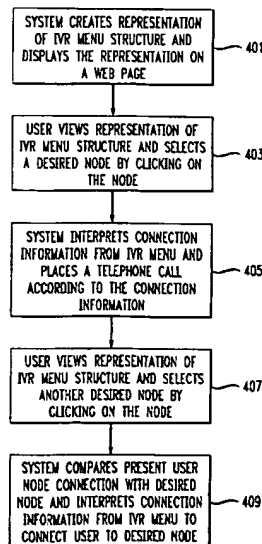 SYSTEM CREATES REPRESENTATION
OF IVR MENU STRUCTURE AND
DISPLAYS THE REPRESENTATION ON
A WEB PAGE
401
USER VIEWS REPRESENTATION OF
IVR MENU STRUCTURE AND SELECTS
A DESIRED NODE BY CLICKING ON
THE NODE
403
SYSTEM INTERPRETS CONNECTION
INFORMATION FROM IVR MENU AND
PLACES A TELEPHONE CALL
ACCORDING TO THE CONNECTION
INFORMATION
405
USER VIEWS REPRESENTATION OF
IVR MENU STRUCTURE AND SELECTS
ANOTHER DESIRED NODE BY
CLICKING ON THE NODE
407
SYSTEM COMPARES PRESENT USER
NODE CONNECTION WITH DESIRED
NODE AND INTERPRETS CONNECTION
INFORMATION FROM IVR MENU TO
CONNECT USER TO DESIRED NODE
409